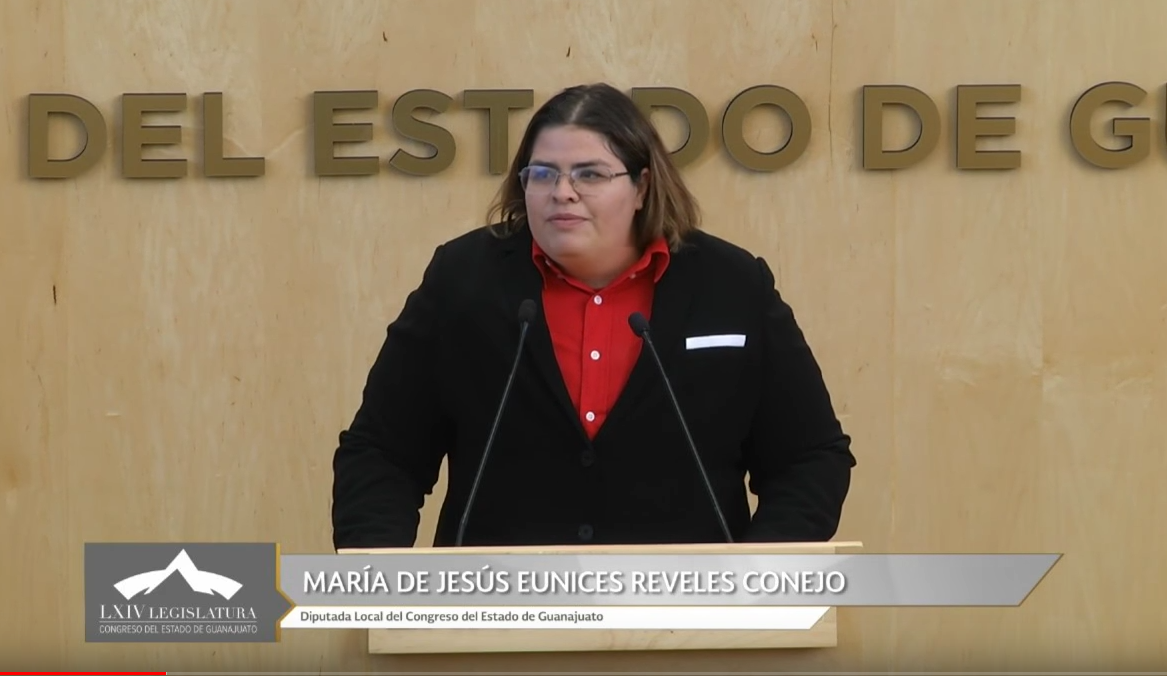 DEL ESTADO DE G
MARÍA DE JESÚS EUNICES REVELES CONEJO
Diputada Local del Congreso del Estado de Guanajuato
LXIV LEGISLATURA
CONGRESO DEL ESTADO DE GUANAJUATO